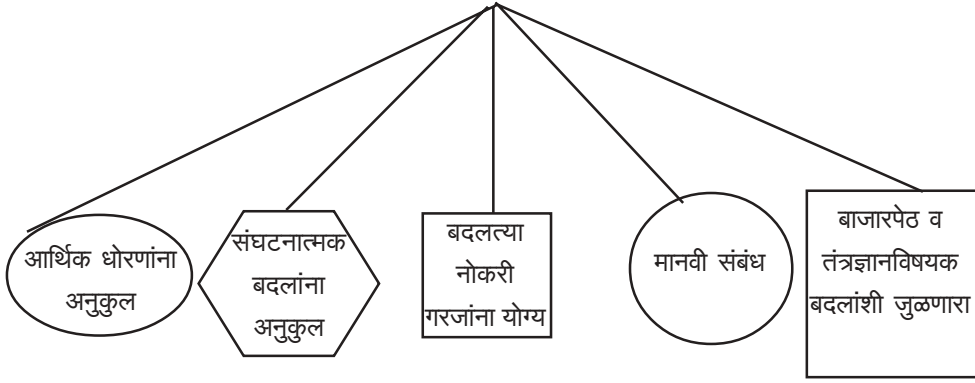 आर्थिक धोरणांना
अनुकुल
संघटनात्मक
बदलांना
अनुकुल
बदलत्या
नोकरी
गरजांना योग्य
मानवी संबंध
बाजारपेठ व
तंत्रज्ञानविषयक
बदलांशी जुळणारा